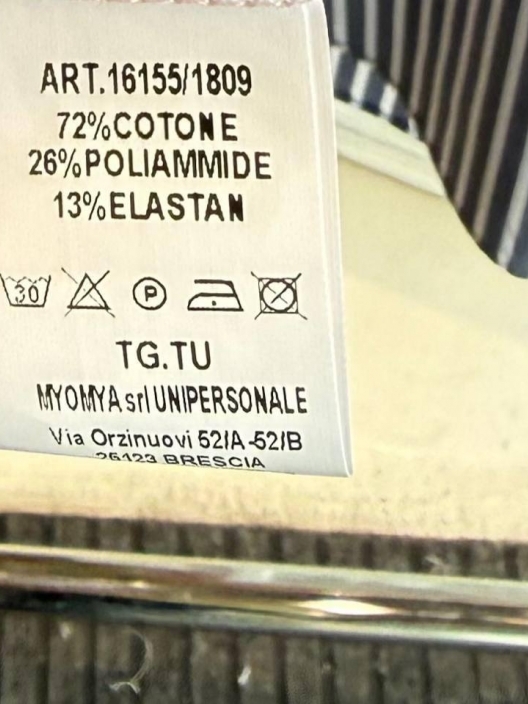 ART.16155/1809
72%COTONE
26%POLIAMMIDE
13%ELASTAN
30
P
TG.TU
MYOMYA srl UNIPERSONALE
Via Orzinuovi 52/A-52/B
25123 BRESCIA